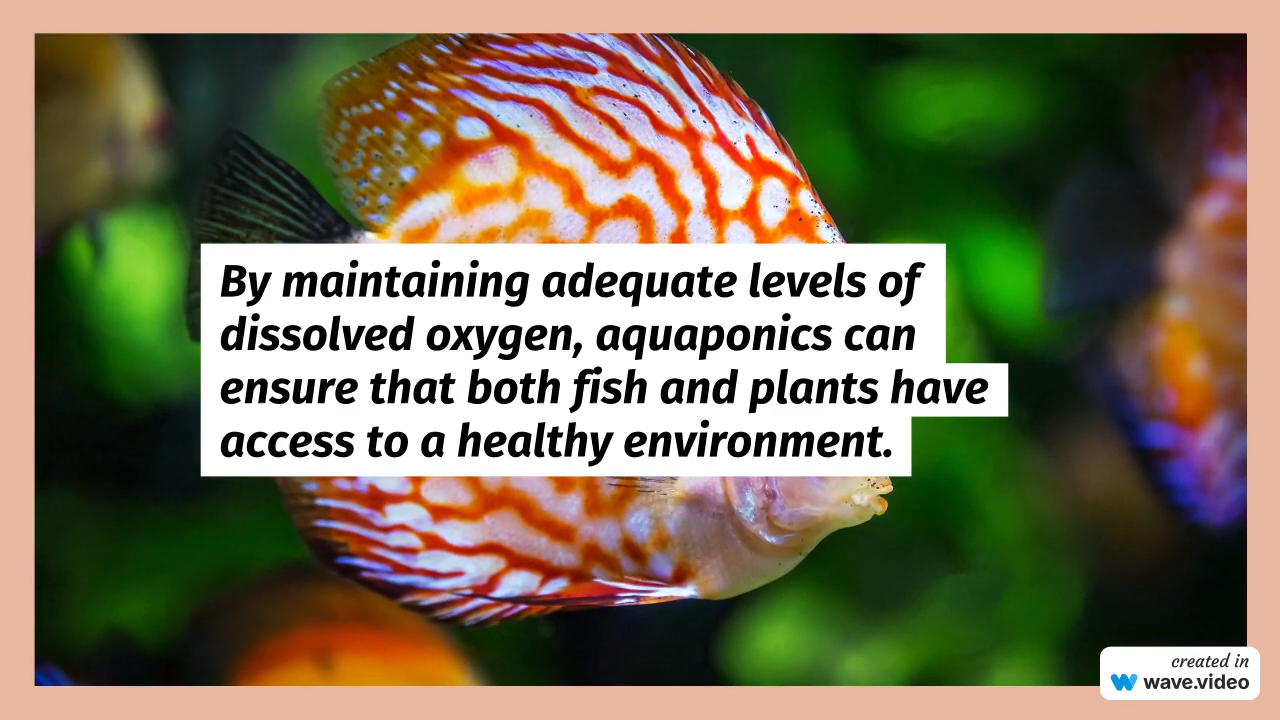 By maintaining adequate levels of
dissolved oxygen, aquaponics can
ensure that both fish and plants have
access to a healthy environment.
created in
wave.video